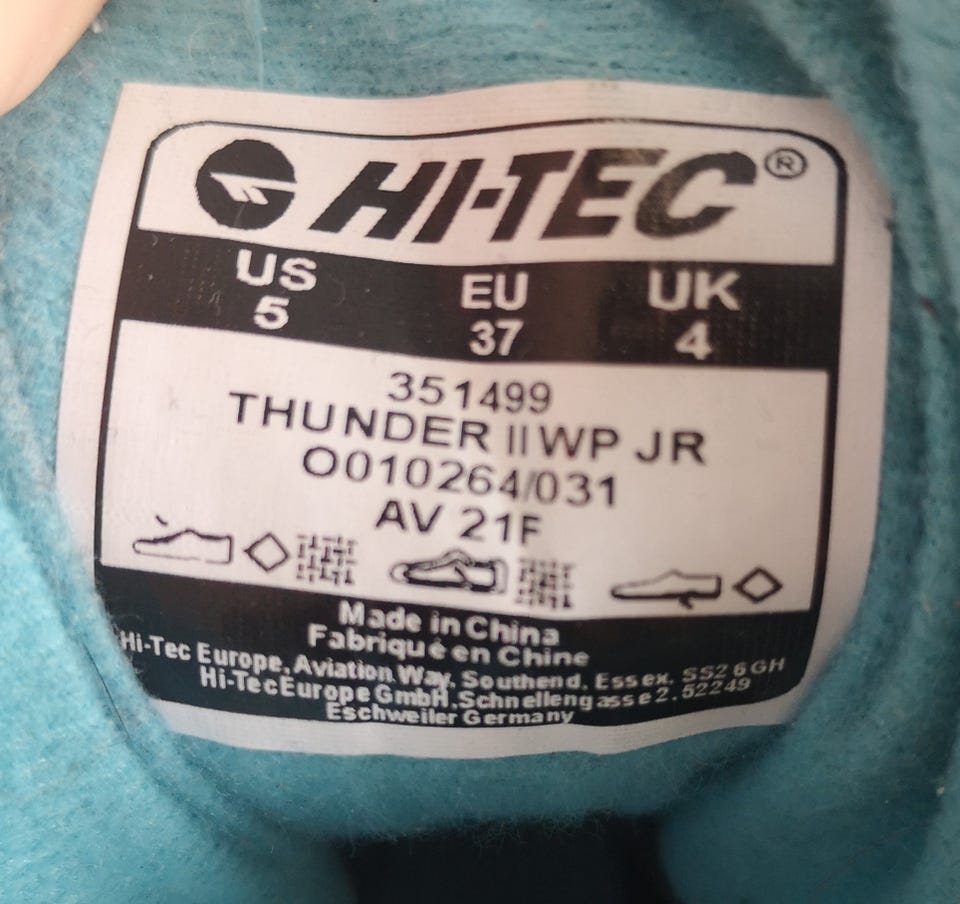 HI-TEC®
US EU UK
5 37 4
351499
THUNDER II WP JR
O010264/031
AV 21F
Made in China
Fabriqué en Chine
Hi-Tec Europe. Aviation Way, Southend, Essex, SS2 6GH
Hi-Tec Europe GmbH, Schnellengasse 2. 52249
Eschweiler Germany